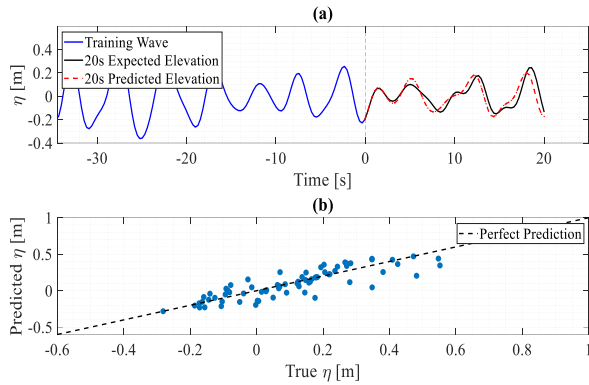 (a)
Training Wave
20s Expected Elevation
20s Predicted Elevation
0.4
0.2
0
-0.2
-0.4
η [m]
-30
-20
-10
0
10
20
Time [s]
(b)
Perfect Prediction
1
0.5
0
-0.5
Predicted η [m]
-0.6
-0.4
-0.2
0
0.2
0.4
0.6
0.8
1
True η [m]